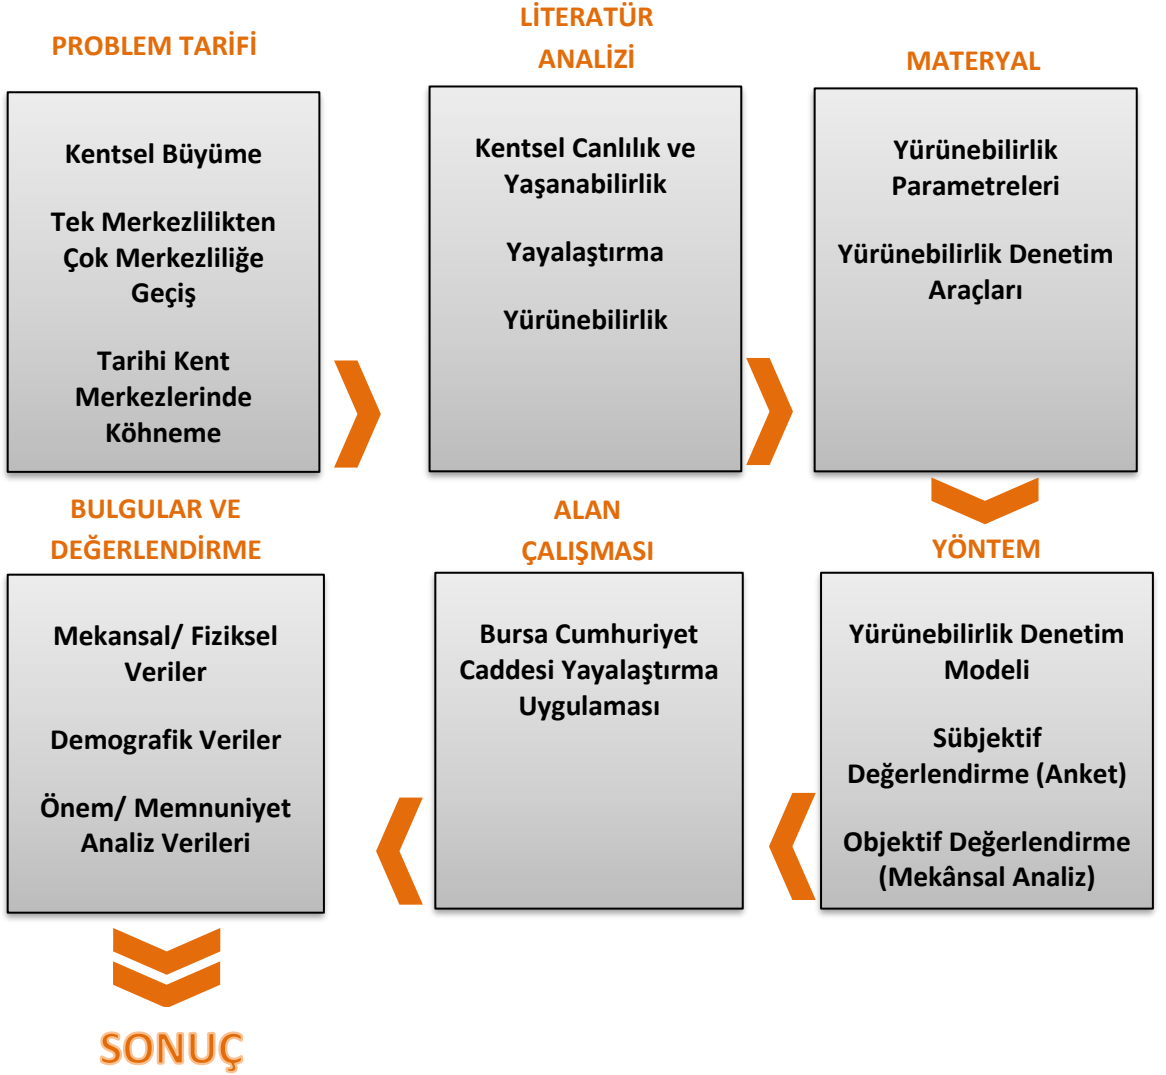 PROBLEM TARİFİ
Kentsel Büyüme
Tek Merkezlilikten
Çok Merkezliliğe
Geçiş
Tarihi Kent
Merkezlerinde
Köhneme
LİTERATÜR
ANALİZİ
Kentsel Canlılık ve
Yaşanabilirlik
Yayalaştırma
Yürünebilirlik
MATERYAL
Yürünebilirlik
Parametreleri
Yürünebilirlik Denetim
Araçları
YÖNTEM
Yürünebilirlik Denetim
Modeli
Sübjektif
Değerlendirme (Anket)
Objektif Değerlendirme
(Mekânsal Analiz)
ALAN
ÇALIŞMASI
Bursa Cumhuriyet
Caddesi Yayalaştırma
Uygulaması
BULGULAR VE
DEĞERLENDİRME
Mekansal/ Fiziksel
Veriler
Demografik Veriler
Önem/ Memnuniyet
Analiz Verileri
SONUÇ